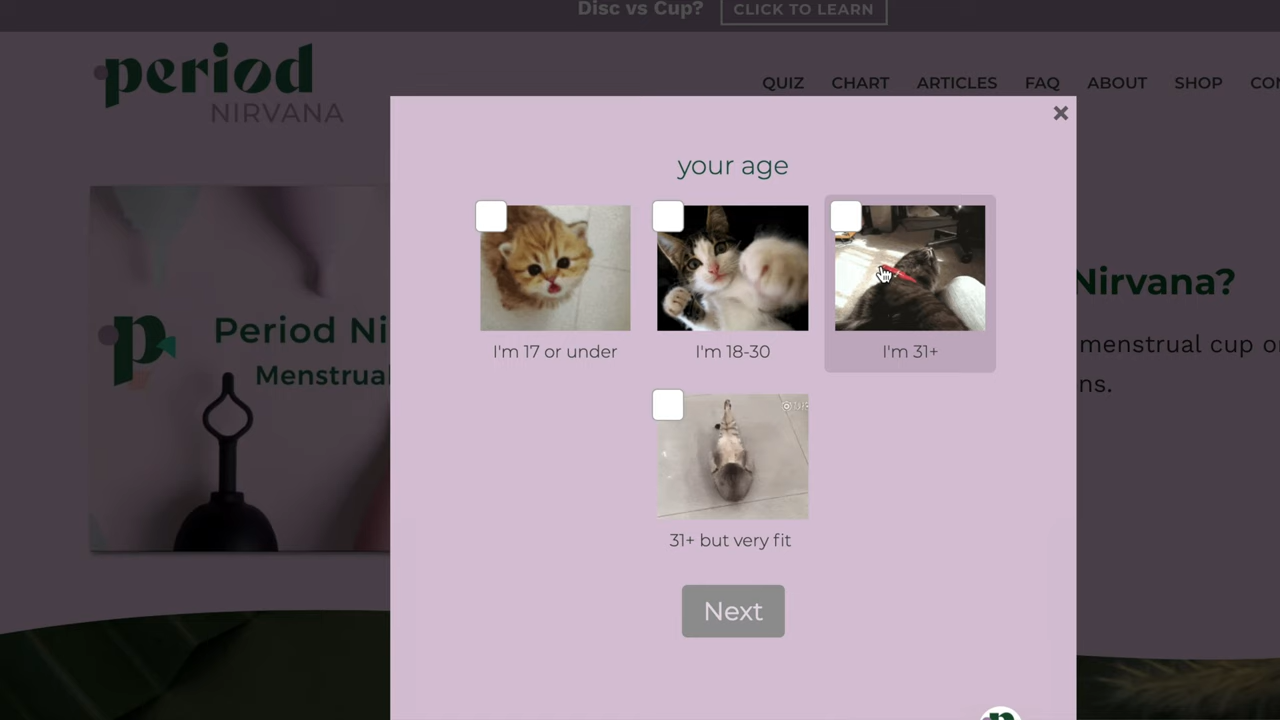 Disc vs Cup? CLICK TO LEARN
period
NIRVANA
QUIZ CHART ARTICLES FAQ ABOUT SHOP
your age
I'm 17 or under
I'm 18-30
I'm 31+
31+ but very fit
Next
Nirvana?
menstrual cup
ns.
p
Period Ni
Menstrual
p